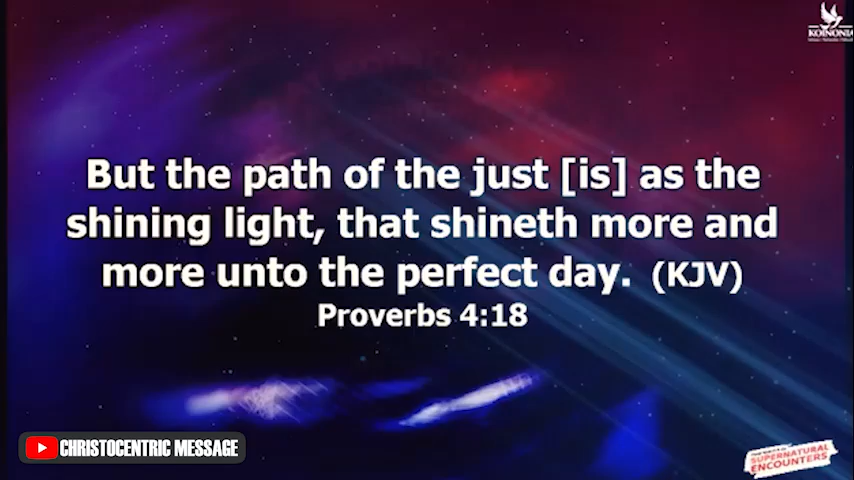 KOINONIA
But the path of the just [is] as the
shining light, that shineth more and
more unto the perfect day. (KJV)
Proverbs 4:18
CHRISTOCENTRIC MESSAGE
SUPERNATURAL
ENCOUNTERS